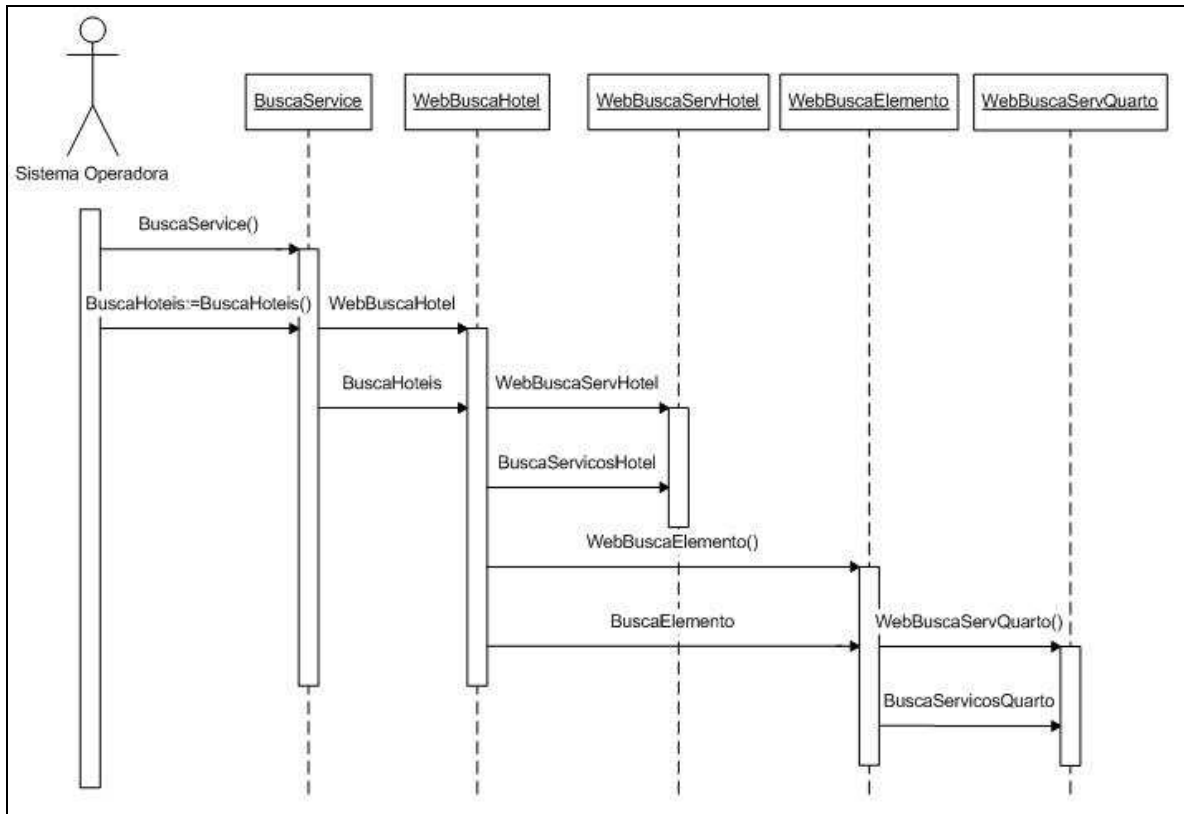 BuscaService
WebBuscaHotel
WebBuscaServHotel
WebBuscaElemento
WebBuscaServQuarto
Sistema Operadora
BuscaService()
BuscaHoteis:=BuscaHoteis()
WebBuscaHotel
BuscaHoteis
WebBuscaServHotel
BuscaServicosHotel
WebBuscaElemento()
BuscaElemento
WebBuscaServQuarto()
BuscaServicosQuarto